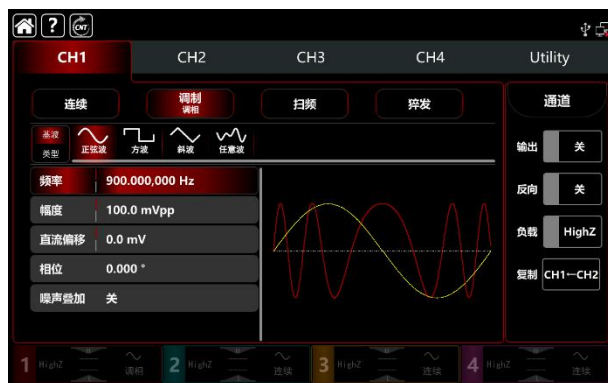 ? CNT
CH1 CH2 CH3 CH4 Utility
连续 调制 扫频 猝发 通道
调相
基波
类型 正弦波 方波 斜波 任意波
输出 关
频率 900.000,000 Hz
反向 关
幅度 100.0 mVpp
负载 HighZ
直流偏移 0.0 mV
复制 CH1←CH2
相位 0.000 °
噪声叠加 关
1 HighZ 调相 2 HighZ 连续 3 HighZ 连续 4 HighZ 连续